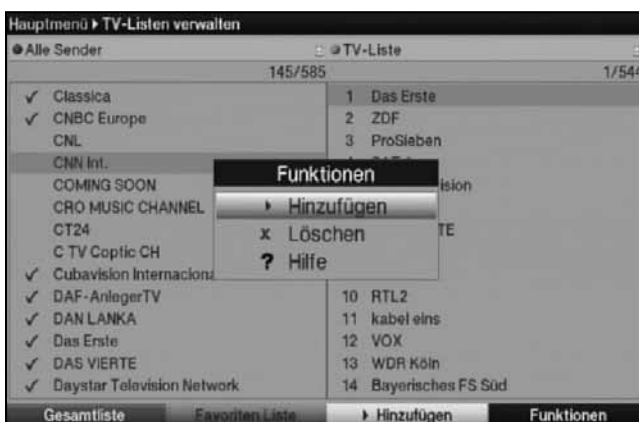 Hauptmenü ▸ TV-Listen verwalten
Alle Sender
TV-Liste
145/585
1/544
✓ Classica
✓ CNBC Europe
CNL
CNN Int.
COMING SOON
CRO MUSIC CHANNEL
CT24
C TV Coptic CH
✓ Cubavision Internaciona
✓ DAF-AnlegerTV
✓ DAN LANKA
✓ Das Erste
✓ DAS VIERTE
✓ Daystar Television Network
1 Das Erste
2 ZDF
3 ProSieben
ision
TE
10 RTL2
11 kabel eins
12 VOX
13 WDR Köln
14 Bayerisches FS Süd
Funktionen
▸ Hinzufügen
x Löschen
? Hilfe
Gesamtliste
Favoriten Liste
▸ Hinzufügen
Funktionen